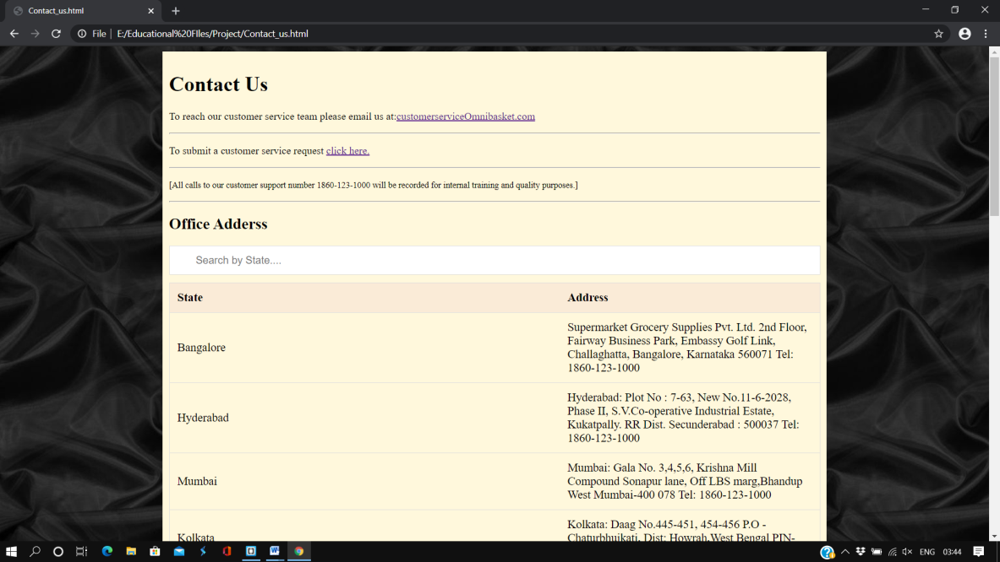 Contact_us.html
File | E:/Educational%20FIles/Project/Contact_us.html
Contact Us
To reach our customer service team please email us at:customerserviceOmnibasket.com
To submit a customer service request click here.
[All calls to our customer support number 1860-123-1000 will be recorded for internal training and quality purposes.]
Office Adderss
Search by State....
State
Address
Bangalore
Supermarket Grocery Supplies Pvt. Ltd. 2nd Floor,
Fairway Business Park, Embassy Golf Link,
Challaghatta, Bangalore, Karnataka 560071 Tel:
1860-123-1000
Hyderabad
Hyderabad: Plot No : 7-63, New No.11-6-2028,
Phase II, S.V.Co-operative Industrial Estate,
Kukatpally. RR Dist. Secunderabad : 500037 Tel:
1860-123-1000
Mumbai
Mumbai: Gala No. 3,4,5,6, Krishna Mill
Compound Sonapur lane, Off LBS marg,Bhandup
West Mumbai-400 078 Tel: 1860-123-1000
Kolkata
Kolkata: Daag No.445-451, 454-456 P.O -
Chaturbhujkati, Dist: Howrah,West Bengal PIN-
ENG 03:44